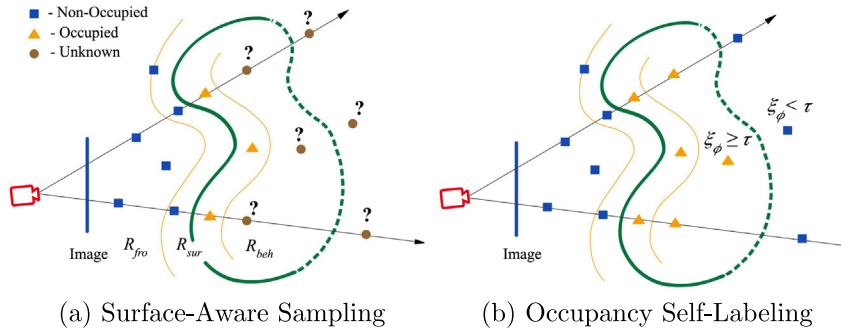 - Non-Occupied
- Occupied
- Unknown
? ?
?
?
? ?
Image R_fro R_sur R_beh
(a) Surface-Aware Sampling
ξ_ϕ < τ
ξ_ϕ ≥ τ
Image
(b) Occupancy Self-Labeling